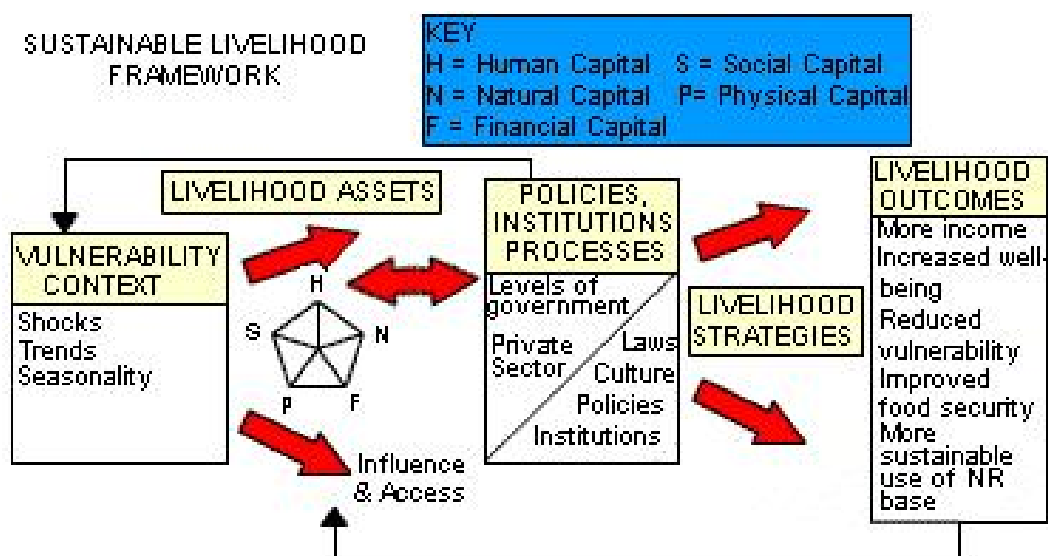 SUSTAINABLE LIVELIHOOD
FRAMEWORK
KEY
H = Human Capital S = Social Capital
N = Natural Capital P= Physical Capital
F = Financial Capital
LIVELIHOOD ASSETS
VULNERABILITY
CONTEXT
Shocks
Trends
Seasonality
H
S
N
P
F
Influence
& Access
POLICIES,
INSTITUTIONS
PROCESSES
Levels of
government
Private
Sector
Laws
Culture
Policies
Institutions
LIVELIHOOD
STRATEGIES
LIVELIHOOD
OUTCOMES
More income
Increased well-
being
Reduced
vulnerability
Improved
food security
More
sustainable
use of NR
base